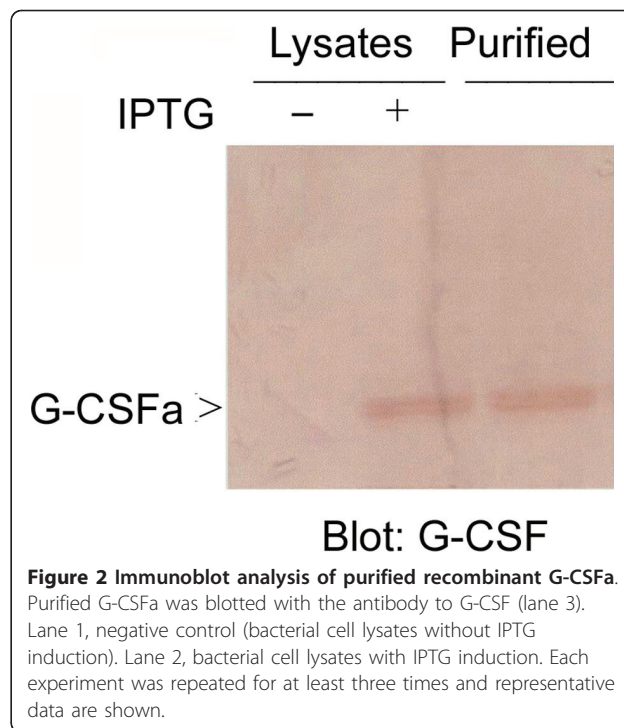 Lysates Purified
IPTG – +
G-CSFa >
Blot: G-CSF
Figure 2 Immunoblot analysis of purified recombinant G-CSFa.
Purified G-CSFa was blotted with the antibody to G-CSF (lane 3).
Lane 1, negative control (bacterial cell lysates without IPTG
induction). Lane 2, bacterial cell lysates with IPTG induction. Each
experiment was repeated for at least three times and representative
data are shown.